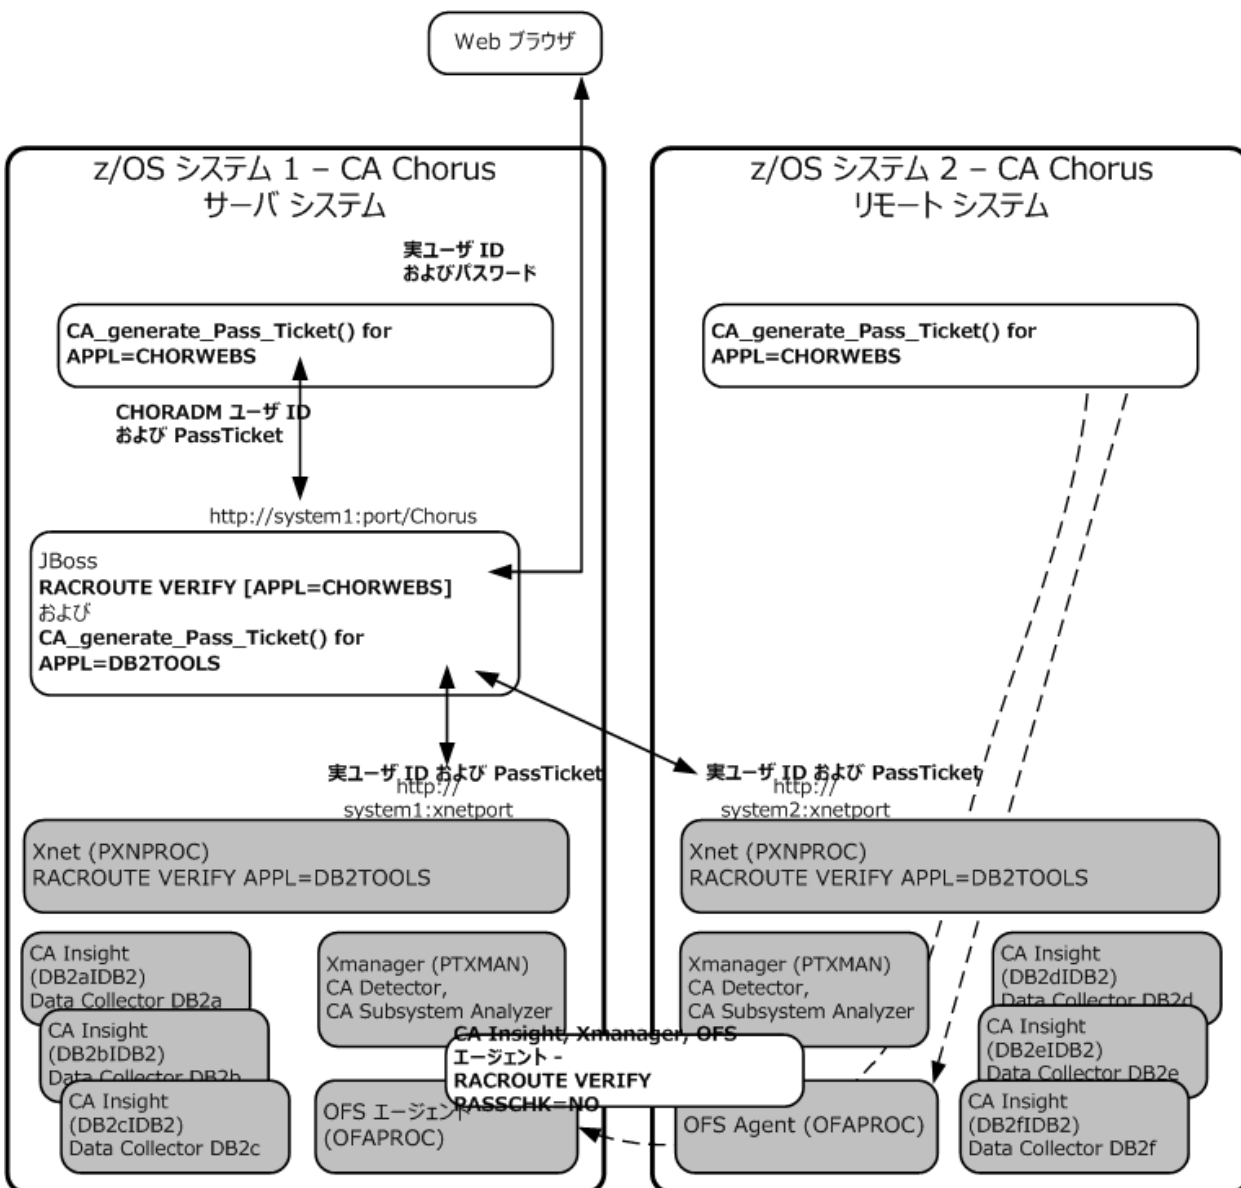 Web ブラウザ
z/OS システム 1 – CA Chorus
サーバ システム
実ユーザ ID
およびパスワード
CA_generate_Pass_Ticket() for
APPL=CHORWEBS
CHORADM ユーザ ID
および PassTicket
http://system1:port/Chorus
JBoss
RACROUTE VERIFY [APPL=CHORWEBS]
および
CA_generate_Pass_Ticket() for
APPL=DB2TOOLS
実ユーザ ID および PassTicket
http://
system1:xnetport
Xnet (PXNPROC)
RACROUTE VERIFY APPL=DB2TOOLS
CA Insight
(DB2aIDB2)
Data Collector DB2a
CA Insight
(DB2bIDB2)
Data Collector DB2b
CA Insight
(DB2cIDB2)
Data Collector DB2c
Xmanager (PTXMAN)
CA Detector,
CA Subsystem Analyzer
OFS エージェント
(OFAPROC)
CA Insight, Xmanager, OFS
エージェント -
RACROUTE VERIFY
PASSCHK=NO
z/OS システム 2 – CA Chorus
リモート システム
CA_generate_Pass_Ticket() for
APPL=CHORWEBS
実ユーザ ID および PassTicket
http://
system2:xnetport
Xnet (PXNPROC)
RACROUTE VERIFY APPL=DB2TOOLS
Xmanager (PTXMAN)
CA Detector,
CA Subsystem Analyzer
OFS Agent (OFAPROC)
CA Insight
(DB2dIDB2)
Data Collector DB2d
CA Insight
(DB2eIDB2)
Data Collector DB2e
CA Insight
(DB2fIDB2)
Data Collector DB2f